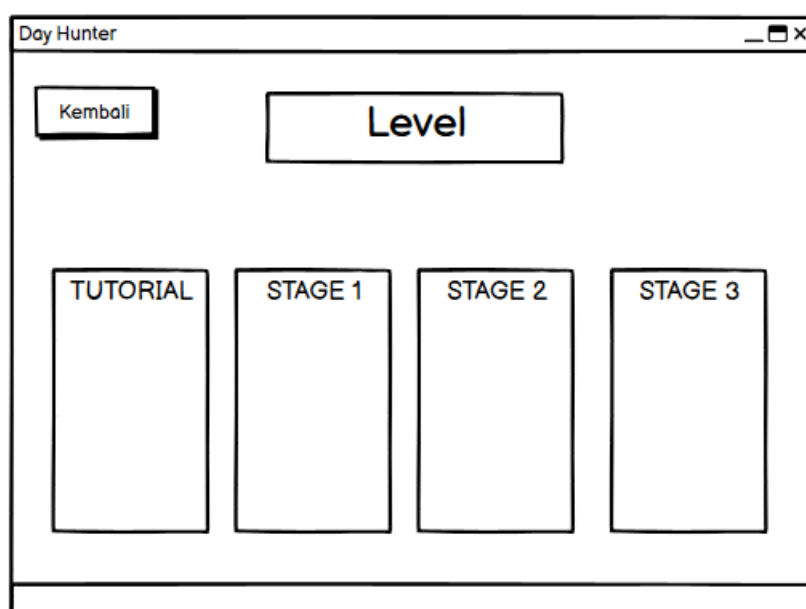 Day Hunter
Kembali
Level
TUTORIAL
STAGE 1
STAGE 2
STAGE 3